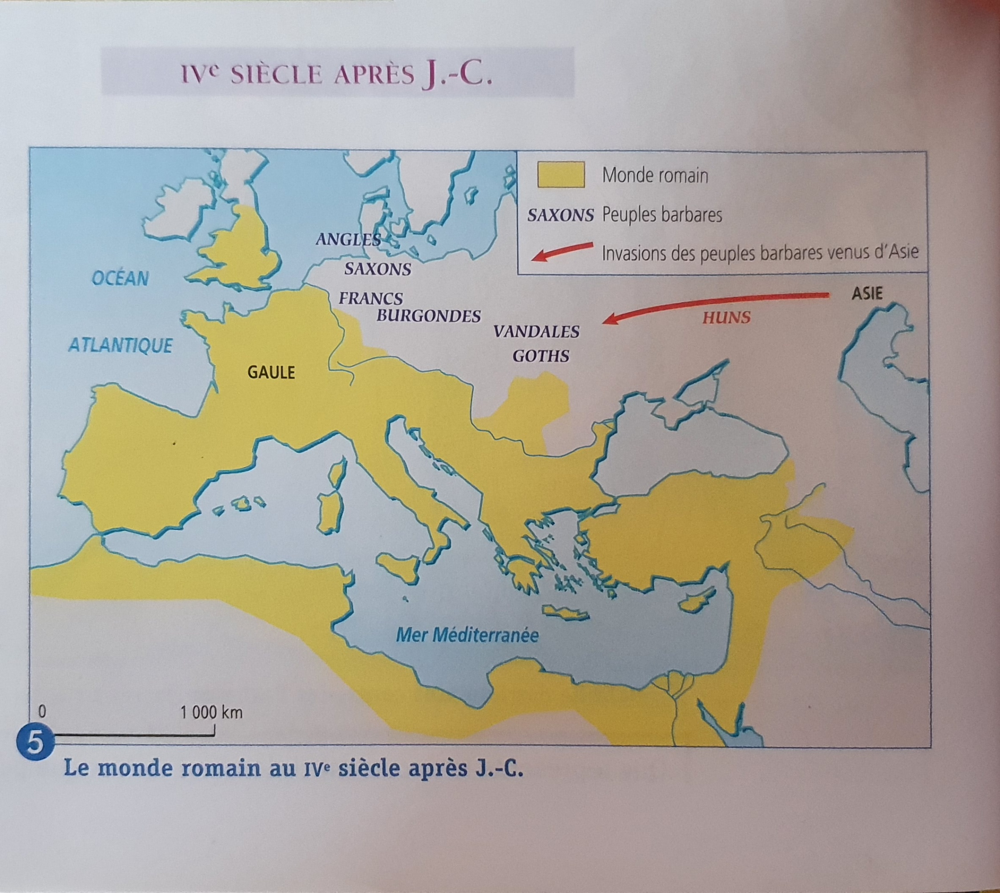 IVe SIÈCLE APRÈS J.-C.
Monde romain
SAXONS Peuples barbares
Invasions des peuples barbares venus d'Asie
ANGLES
SAXONS
OCÉAN
ATLANTIQUE
FRANCS
BURGONDES
VANDALES
GOTHS
HUNS
ASIE
GAULE
Mer Méditerranée
0 1 000 km
5
Le monde romain au IVe siècle après J.-C.